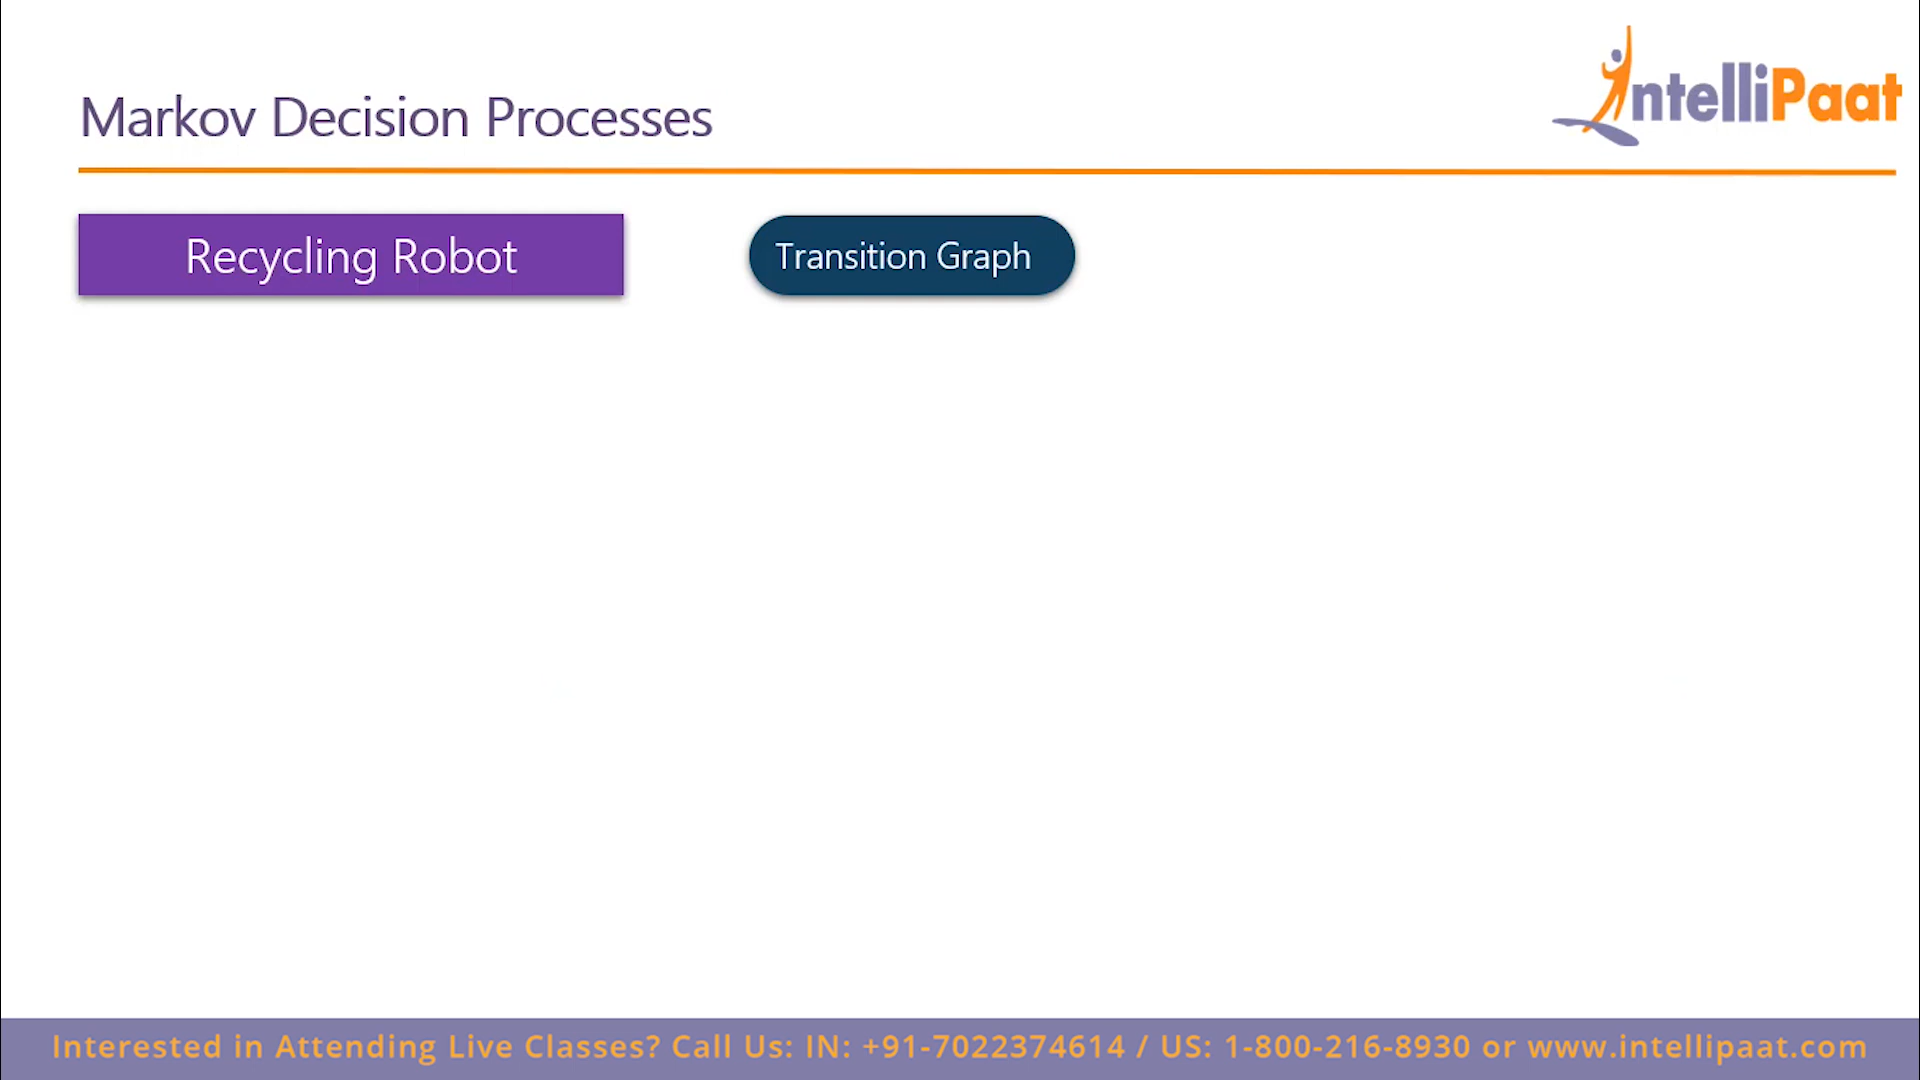 IntelliPaat
Markov Decision Processes
Recycling Robot
Transition Graph
Interested in Attending Live Classes? Call Us: IN: +91-7022374614 / US: 1-800-216-8930 or www.intellipaat.com